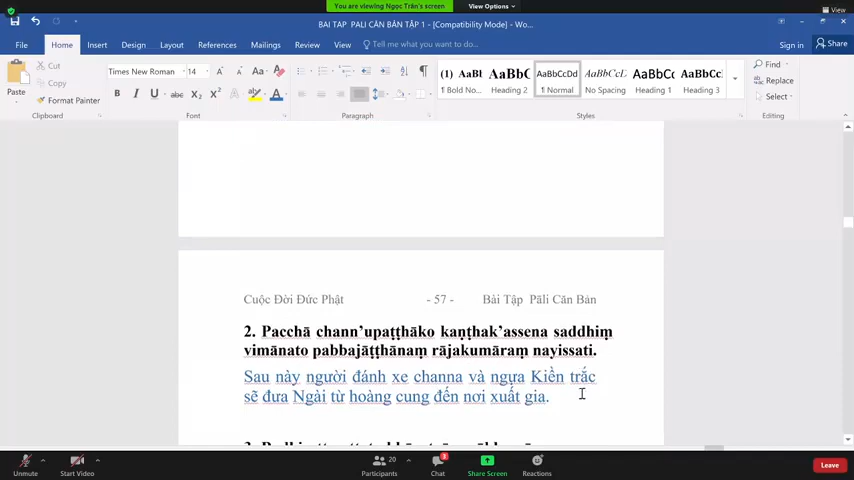 You are viewing Ngọc Trân's screen
View Options
View
BAI TAP PALI CĂN BẢN TẬP 1 - [Compatibility Mode] - Wo...
File Home Insert Design Layout References Mailings Review View Tell me what you want to do... Sign in Share
Cut
Copy
Paste
Format Painter
Clipboard
Times New Roman 14
Font
Paragraph
(1) AaBl AaBbC AaBbCcDd AaBbCcL AaBbCc AaBbCc
¶ Bold No... Heading 2 ¶ Normal No Spacing Heading 1 Heading 3
Styles
Find
Replace
Select
Editing
Cuộc Đời Đức Phật - 57 - Bài Tập Pāli Căn Bản
2. Pacchā chann'upaṭṭhāko kaṇṭhak'assena saddhiṃ
vimānato pabbajāṭṭhānaṃ rājakumāraṃ nayissati.
Sau này người đánh xe channa và ngựa Kiền trắc
sẽ đưa Ngài từ hoàng cung đến nơi xuất gia.
Unmute
Start Video
20
Participants
3
Chat
Share Screen
Reactions
Leave